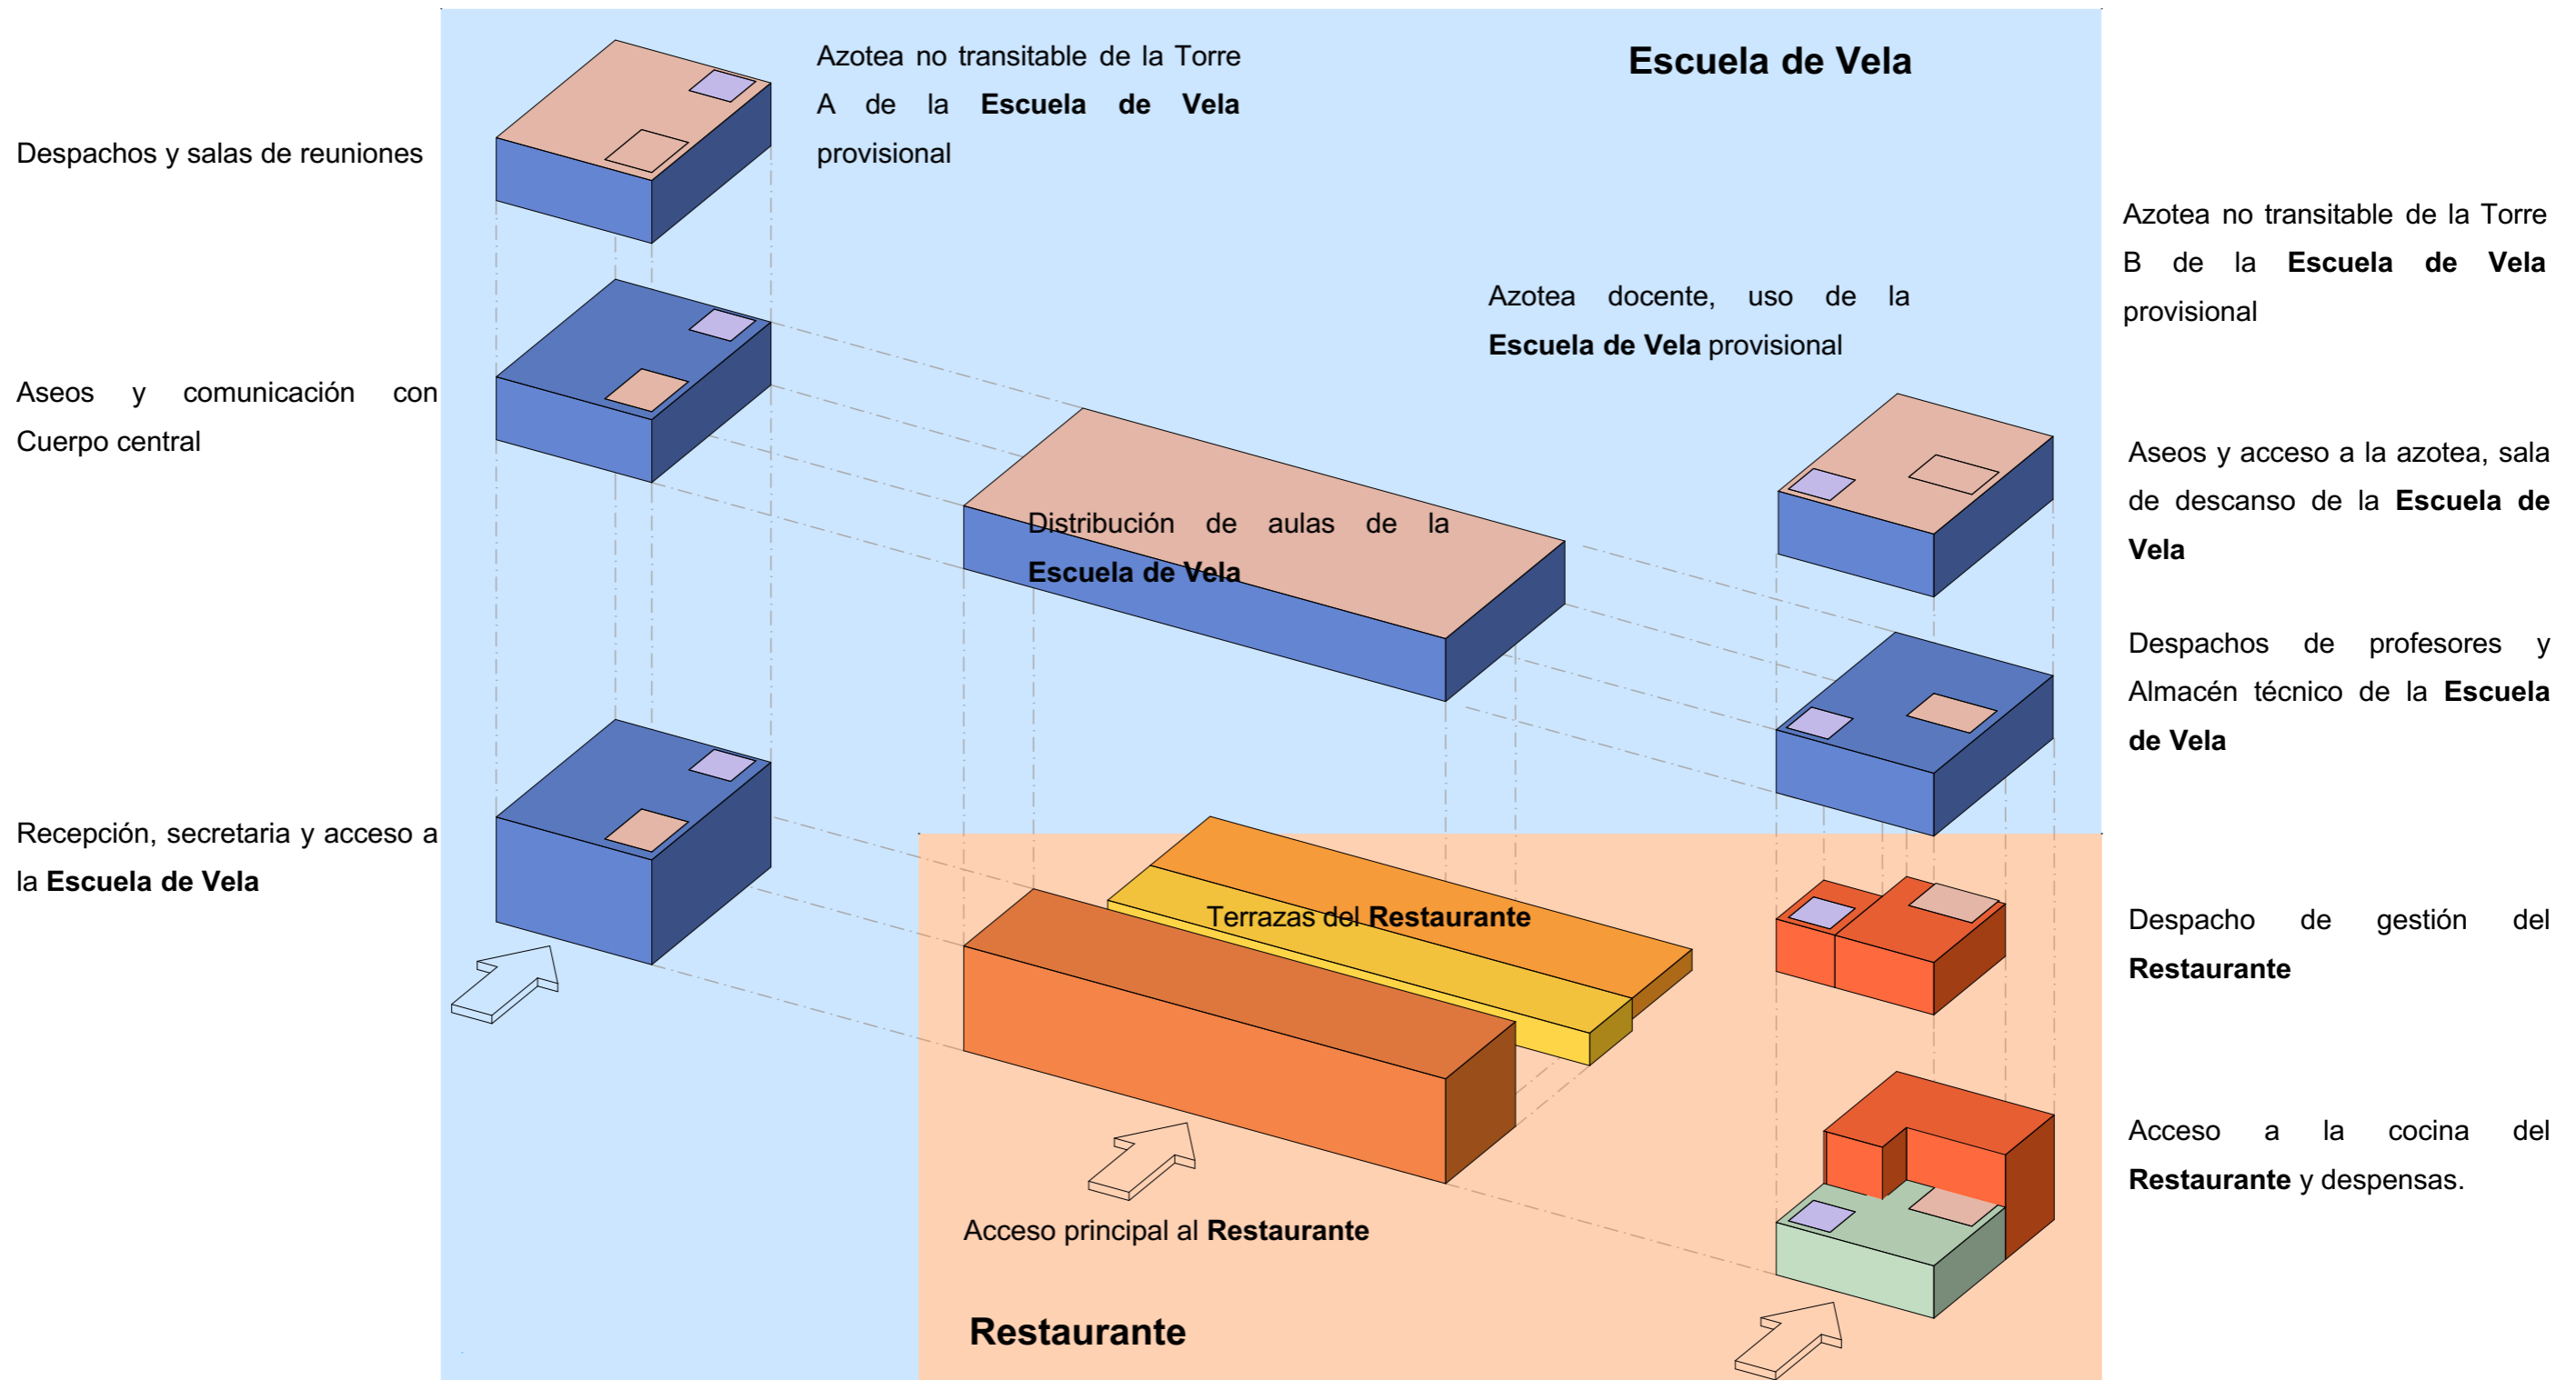 Escuela de Vela
Azotea no transitable de la Torre
A de la Escuela de Vela
provisional
Despachos y salas de reuniones
Azotea no transitable de la Torre
B de la Escuela de Vela
provisional
Azotea docente, uso de la
Escuela de Vela provisional
Aseos y comunicación con
Cuerpo central
Aseos y acceso a la azotea, sala
de descanso de la Escuela de
Vela
Distribución de aulas de la
Escuela de Vela
Despachos de profesores y
Almacén técnico de la Escuela
de Vela
Recepción, secretaria y acceso a
la Escuela de Vela
Terrazas del Restaurante
Despacho de gestión del
Restaurante
Acceso a la cocina del
Restaurante y despensas.
Acceso principal al Restaurante
Restaurante